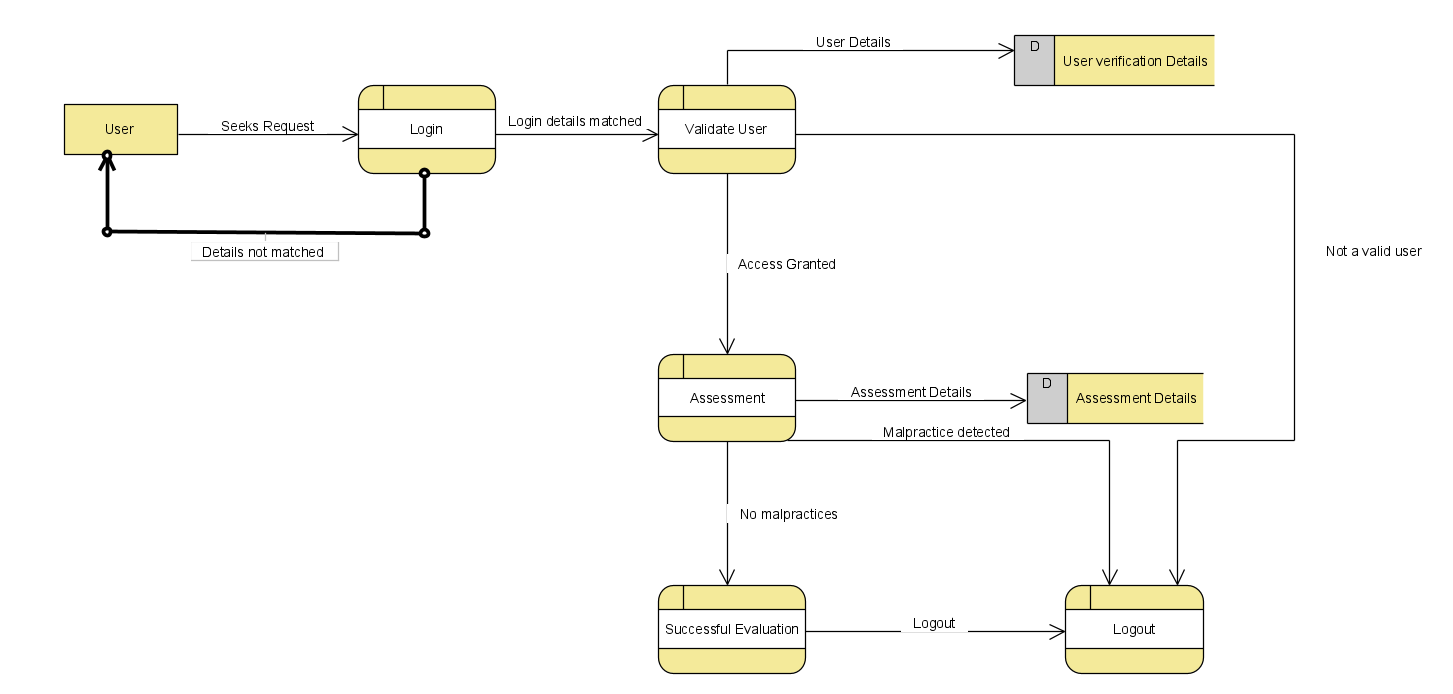 User Details
D
User verification Details
User
Seeks Request
Login
Login details matched
Validate User
Details not matched
Not a valid user
Access Granted
Assessment
Assessment Details
D
Assessment Details
Malpractice detected
No malpractices
Successful Evaluation
Logout
Logout